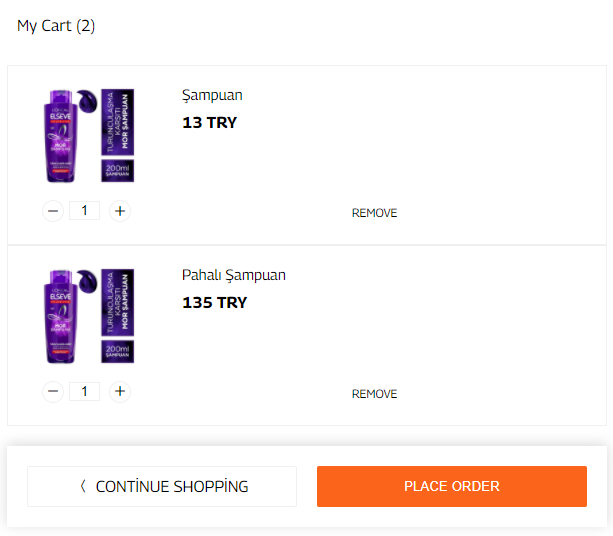 My Cart (2)
L'ORÉAL
ELSEVE
MOR
TURUNCULAŞMA
KARŞITI
MOR ŞAMPUAN
200ml
ŞAMPUAN
Şampuan
13 TRY
− 1 +
REMOVE
L'ORÉAL
ELSEVE
MOR
TURUNCULAŞMA
KARŞITI
MOR ŞAMPUAN
200ml
ŞAMPUAN
Pahalı Şampuan
135 TRY
− 1 +
REMOVE
〈 CONTİNUE SHOPPİNG
PLACE ORDER